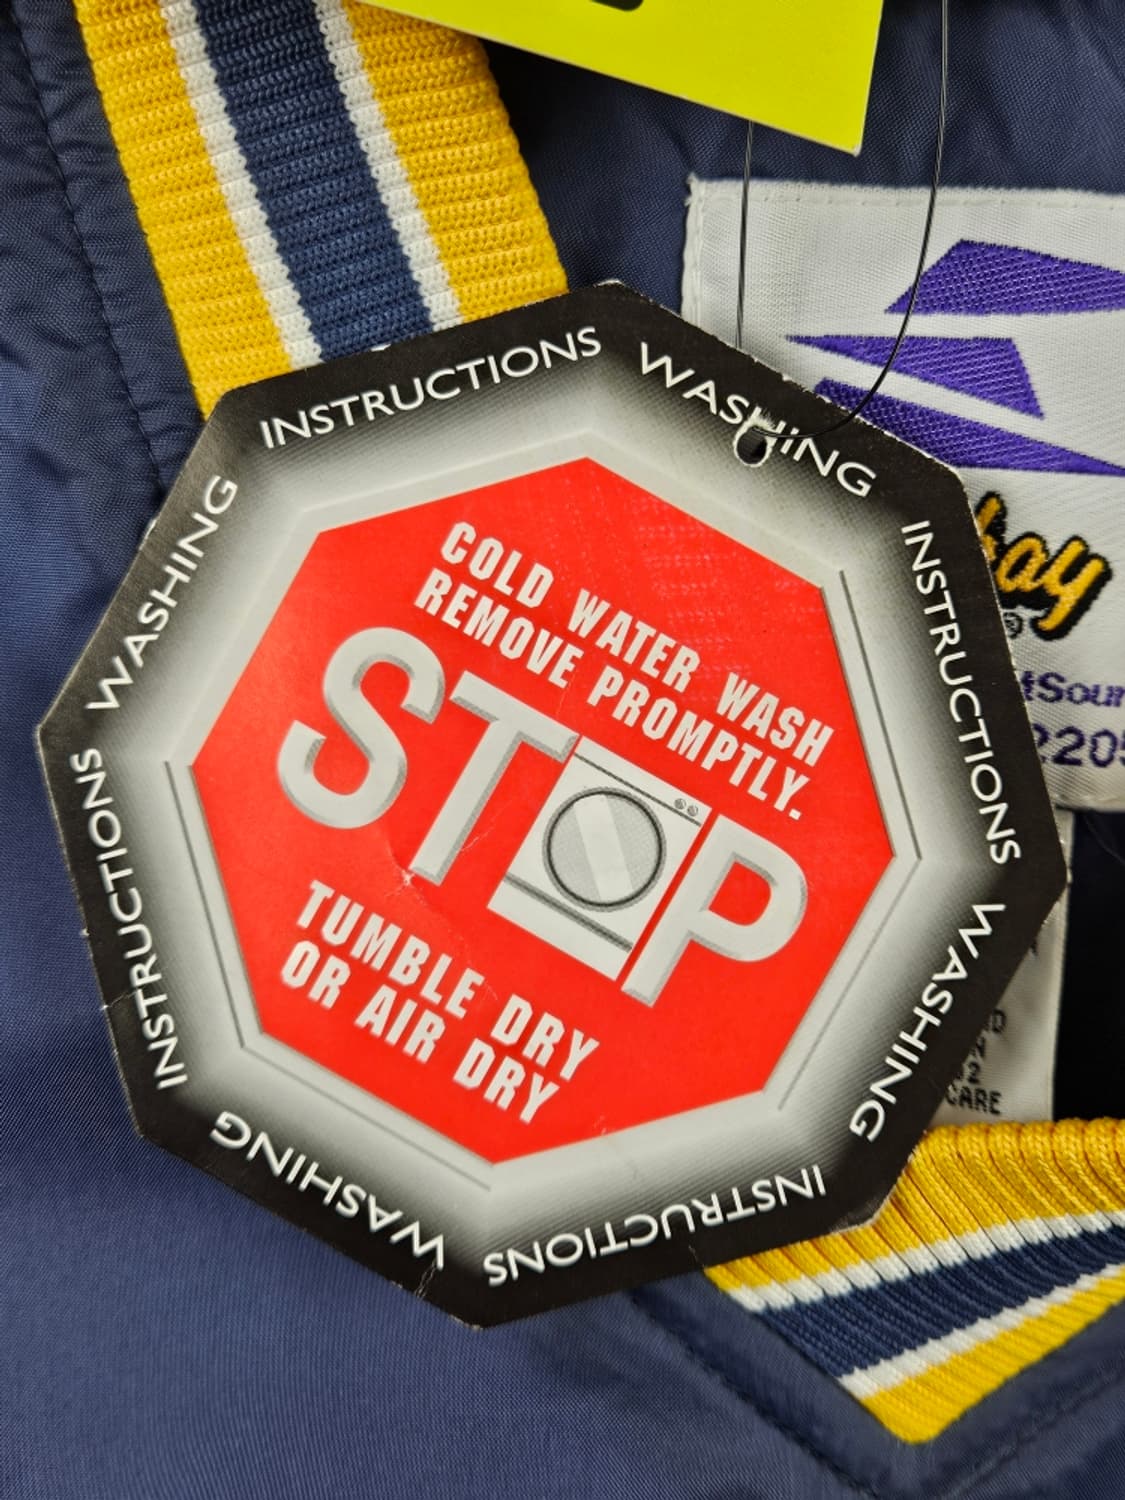 INSTRUCTIONS
WASHING
INSTRUCTIONS
WASHING
INSTRUCTIONS
WASHING
INSTRUCTIONS
WASHING
COLD WATER WASH
REMOVE PROMPTLY.
STOP
TUMBLE DRY
OR AIR DRY
®
CARE